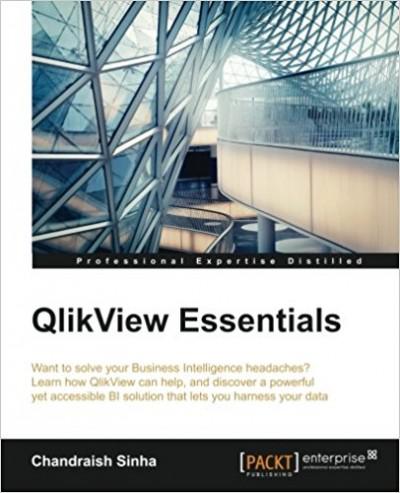 Professional Expertise Distilled
QlikView Essentials
Want to solve your Business Intelligence headaches?
Learn how QlikView can help, and discover a powerful
yet accessible BI solution that lets you harness your data
Chandraish Sinha
[PACKT] enterprise
PUBLISHING professional expertise distilled